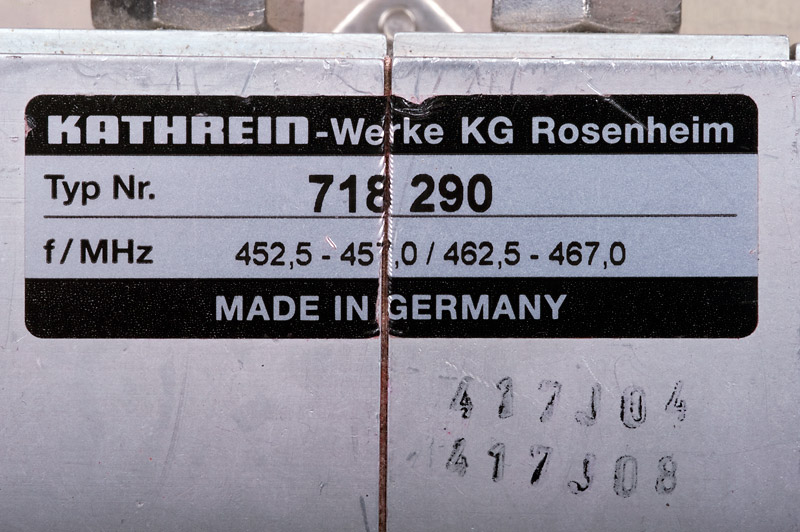 KATHREIN-Werke KG Rosenheim
Typ Nr. 718 290
f/MHz 452,5 - 457,0 / 462,5 - 467,0
MADE IN GERMANY
417J04
417J08